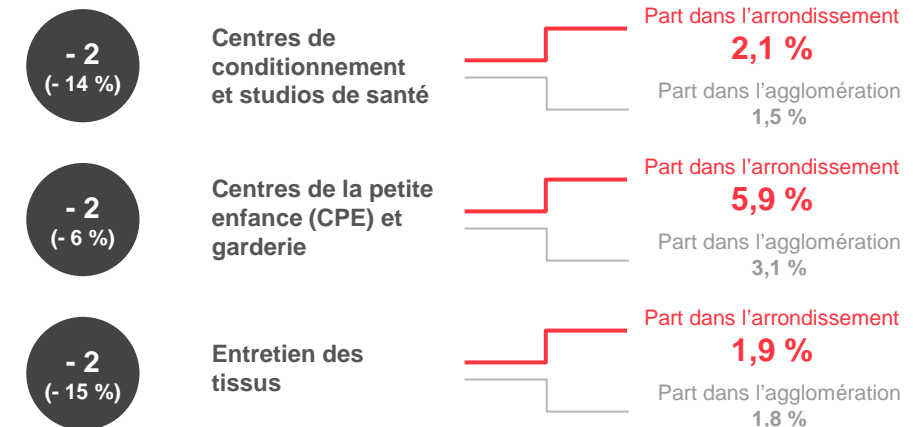 - 2
(- 14 %)
Centres de
conditionnement
et studios de santé
Part dans l’arrondissement
2,1 %
Part dans l’agglomération
1,5 %
- 2
(- 6 %)
Centres de la petite
enfance (CPE) et
garderie
Part dans l’arrondissement
5,9 %
Part dans l’agglomération
3,1 %
- 2
(- 15 %)
Entretien des
tissus
Part dans l’arrondissement
1,9 %
Part dans l’agglomération
1,8 %